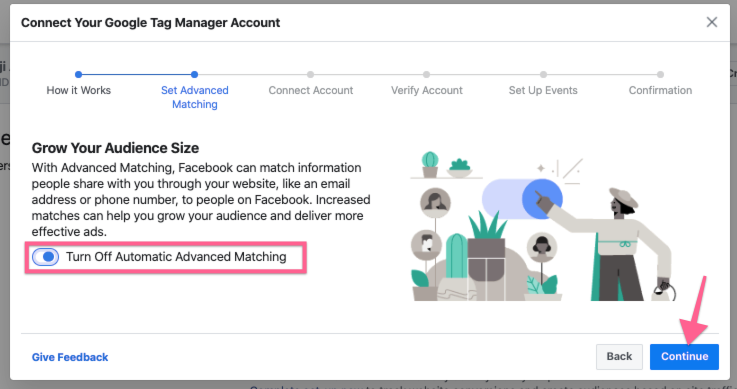 Connect Your Google Tag Manager Account
How it Works
Set Advanced
Matching
Connect Account
Verify Account
Set Up Events
Confirmation
Grow Your Audience Size
With Advanced Matching, Facebook can match information
people share with you through your website, like an email
address or phone number, to people on Facebook. Increased
matches can help you grow your audience and deliver more
effective ads.
Turn Off Automatic Advanced Matching
Give Feedback
Back
Continue